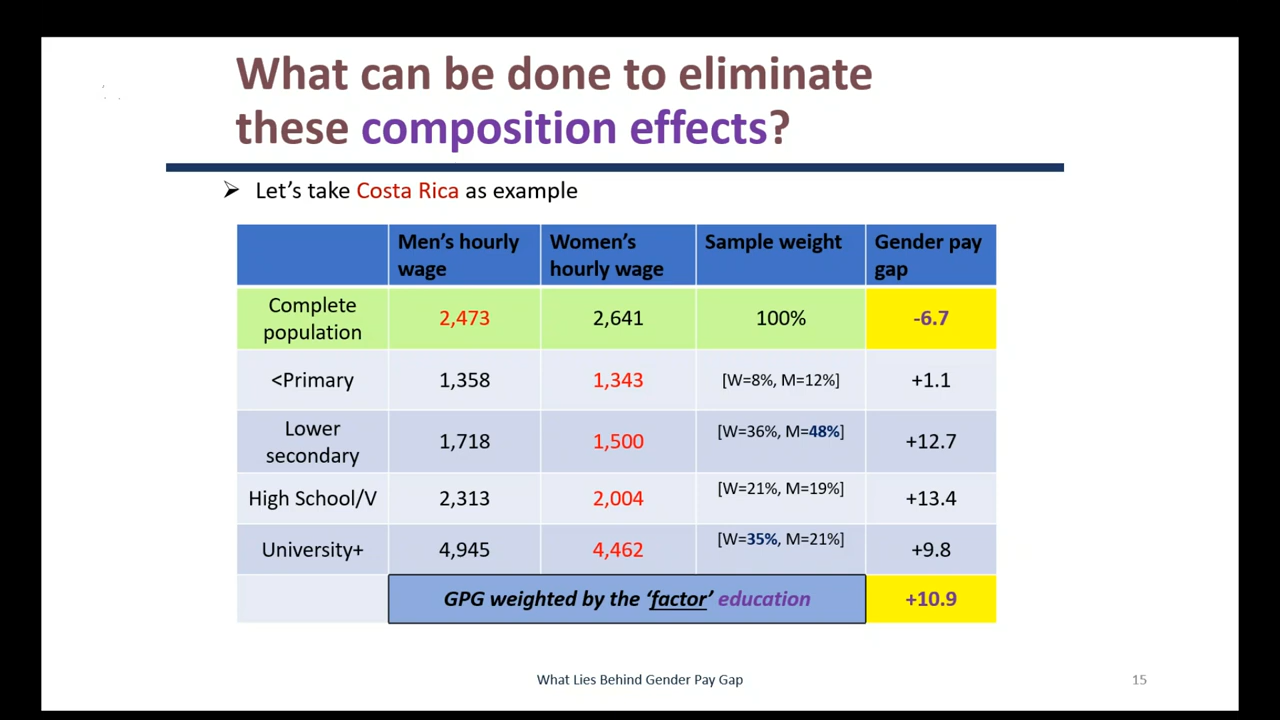 What can be done to eliminate
these composition effects?
➢ Let's take Costa Rica as example
Men's hourly wage
Women's hourly wage
Sample weight
Gender pay gap
Complete population
2,473
2,641
100%
-6.7
<Primary
1,358
1,343
[W=8%, M=12%]
+1.1
Lower secondary
1,718
1,500
[W=36%, M=48%]
+12.7
High School/V
2,313
2,004
[W=21%, M=19%]
+13.4
University+
4,945
4,462
[W=35%, M=21%]
+9.8
GPG weighted by the ‘factor’ education
+10.9
What Lies Behind Gender Pay Gap
15